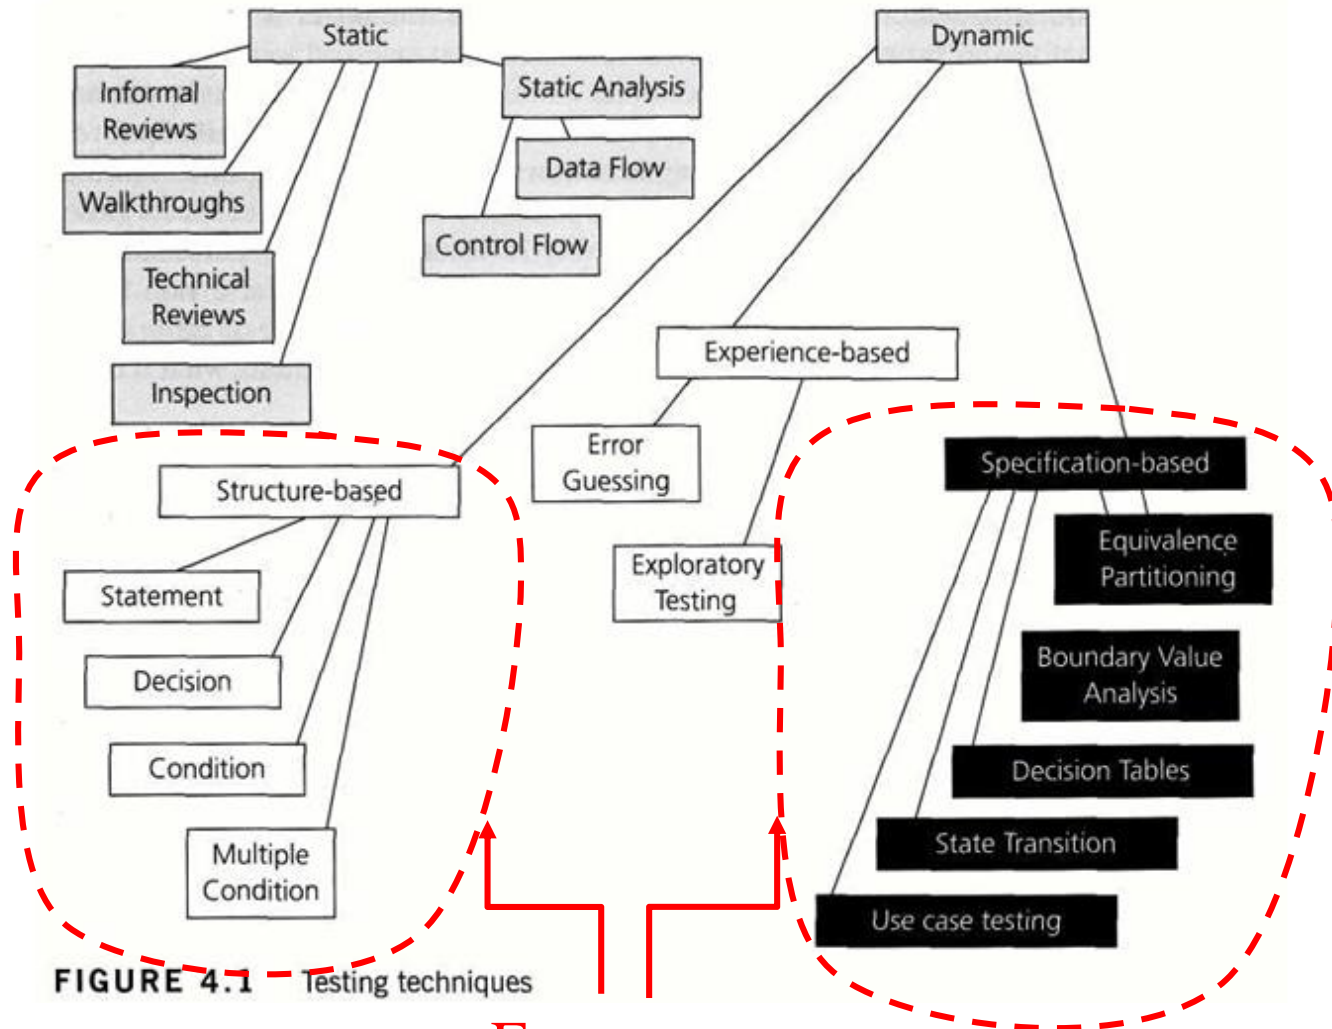 Static
Dynamic
Informal
Reviews
Static Analysis
Data Flow
Walkthroughs
Control Flow
Technical
Reviews
Experience-based
Inspection
Error
Guessing
Specification-based
Structure-based
Equivalence
Partitioning
Exploratory
Testing
Statement
Decision
Boundary Value
Analysis
Condition
Decision Tables
Multiple
Condition
State Transition
Use case testing
FIGURE 4.1 Testing techniques